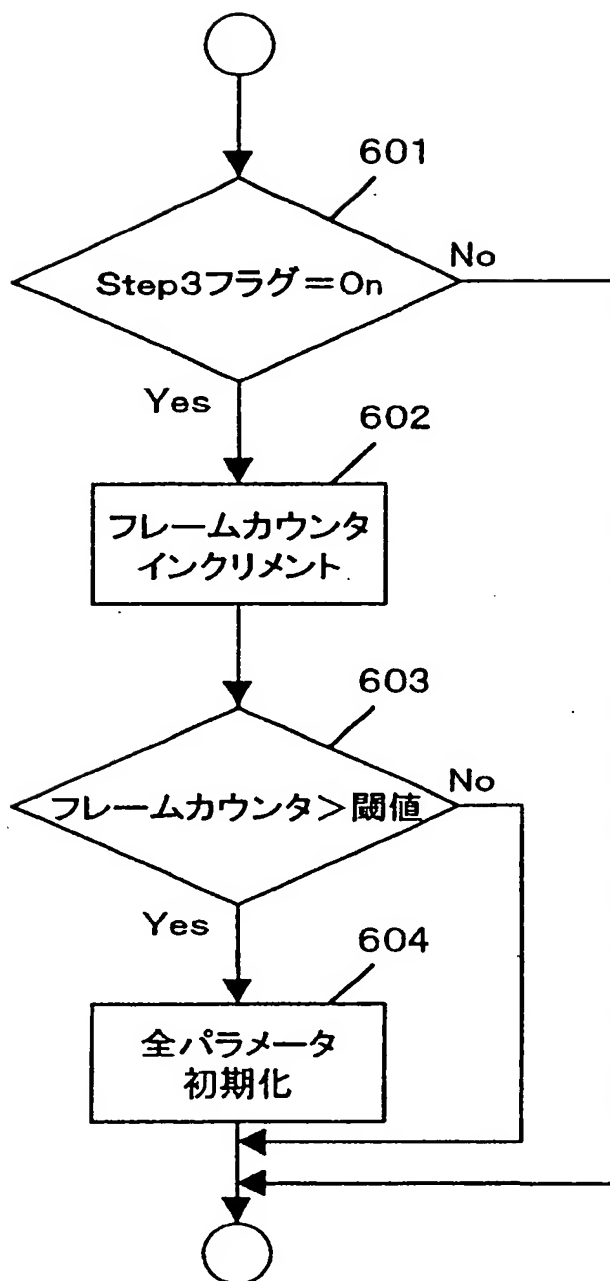 601
Step3フラグ=On
No
Yes
602
フレームカウンタ
インクリメント
603
フレームカウンタ>閾値
No
Yes
604
全パラメータ
初期化